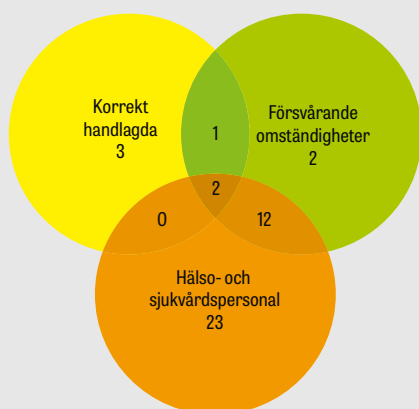 Korrekt
handlagda
3
1
Försvårande
omständigheter
2
2
0
12
Hälso- och
sjukvårdspersonal
23